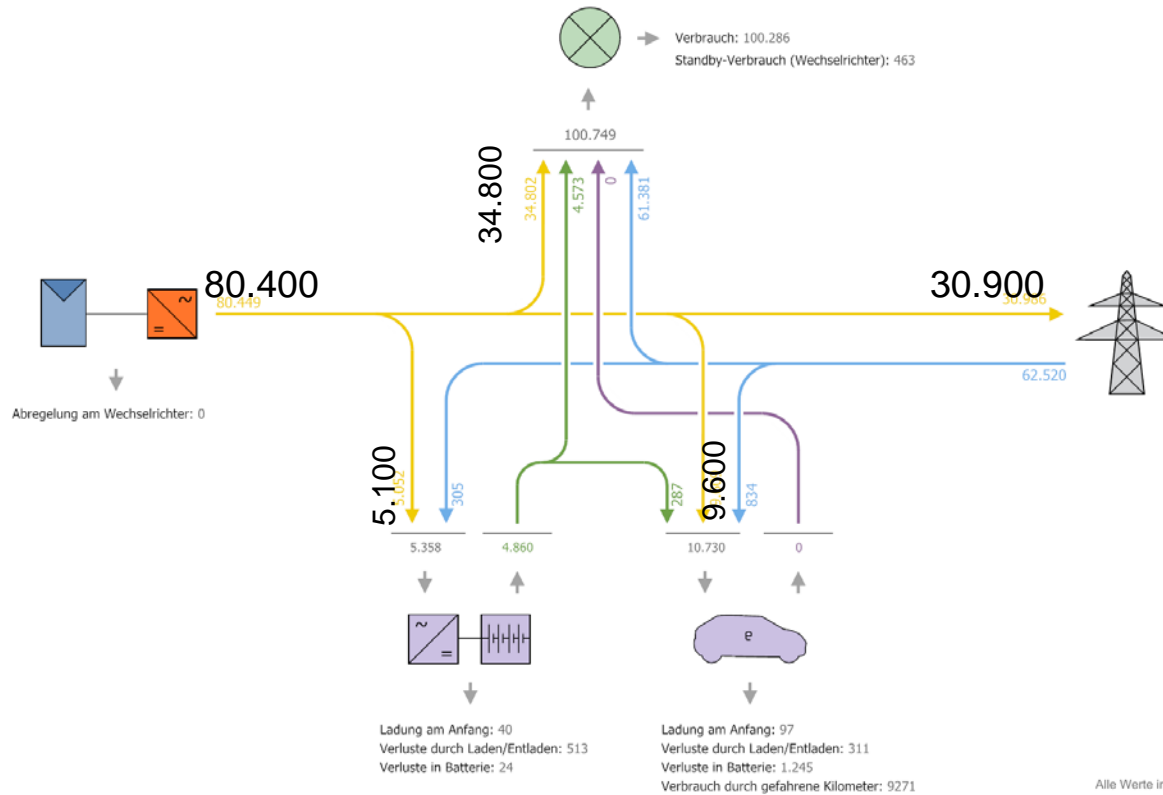 Verbrauch: 100.286
Standby-Verbrauch (Wechselrichter): 463
100.749
34.800
34.802
4.573
0
61.381
80.400
80.449
30.900
62.520
Abregelung am Wechselrichter: 0
5.100
5.052
305
287
9.600
834
5.358
4.860
10.730
0
e
Ladung am Anfang: 40
Verluste durch Laden/Entladen: 513
Verluste in Batterie: 24
Ladung am Anfang: 97
Verluste durch Laden/Entladen: 311
Verluste in Batterie: 1.245
Verbrauch durch gefahrene Kilometer: 9271
Alle Werte in